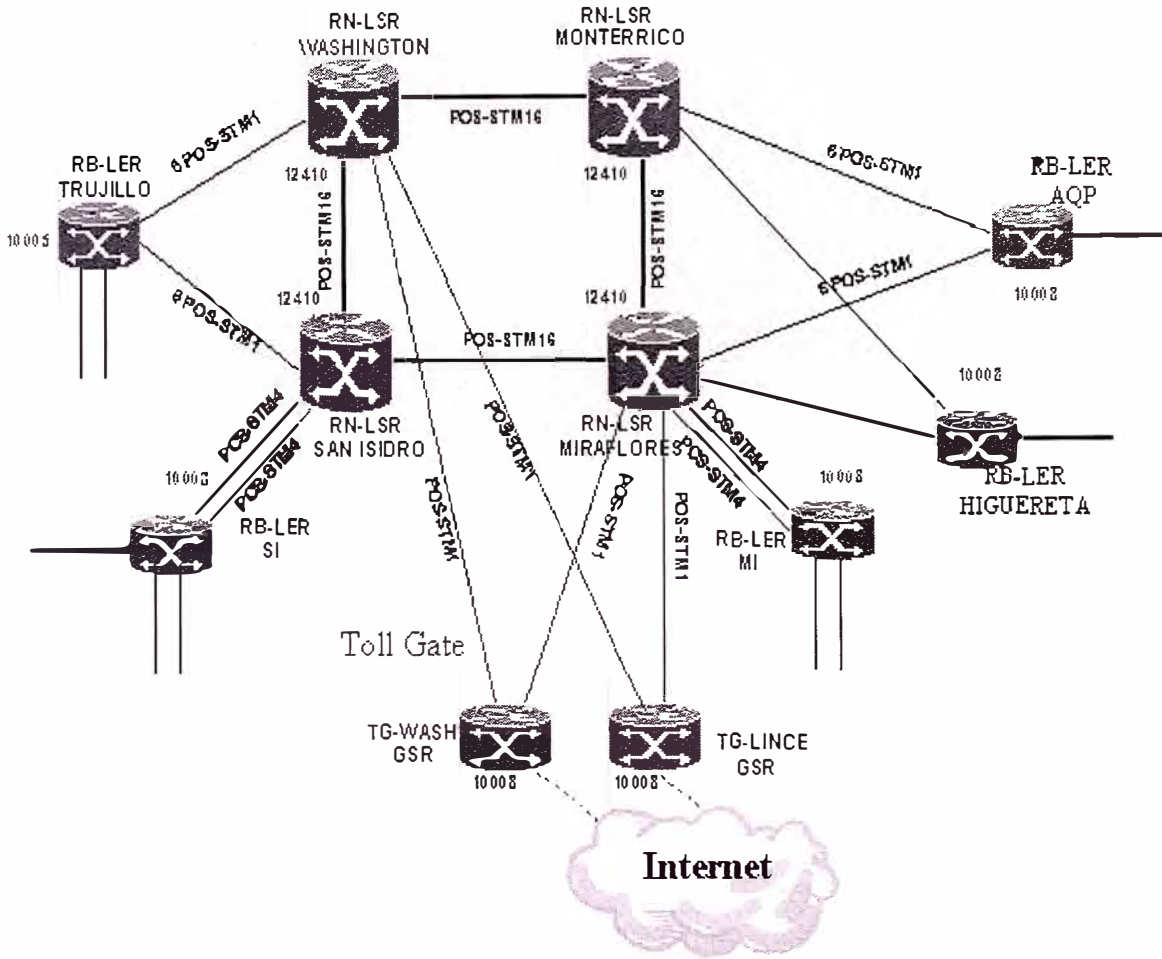 RN-LSR
WASHINGTON
RN-LSR
MONTERRICO
POS-STM16
6POS-STM1
6POS-STM1
RB-LER
TRUJILLO
12410
12410
RB-LER
AQP
10008
POS-STM16
POS-STM16
6POS-STM1
10008
6POS-STM1
12410
12410
POS-STM16
10008
RN-LSR
SAN ISIDRO
RN-LSR
MIRAFLORES
POS-STM4
POS-STM4
POS-STM1
POS-STM4
POS-STM4
10008
10008
RB-LER
HIGUERETA
RB-LER
SI
POS-STM1
POS-STM1
POS-STM1
RB-LER
MI
Toll Gate
TG-WASH
GSR
TG-LINCE
GSR
10008
10008
Internet